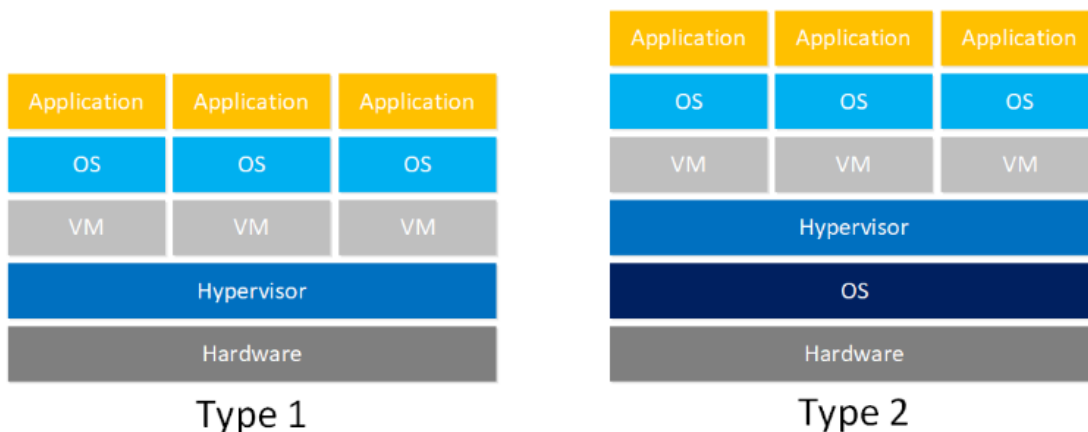 Application Application Application
OS OS OS
VM VM VM
Hypervisor
Hardware
Type 1
Application Application Application
OS OS OS
VM VM VM
Hypervisor
OS
Hardware
Type 2